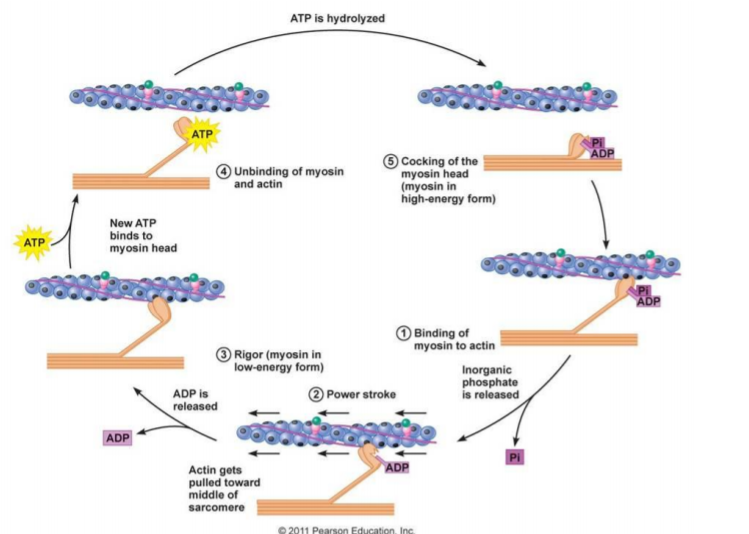 ATP is hydrolyzed
ATP
④ Unbinding of myosin
and actin
⑤ Cocking of the
myosin head
(myosin in
high-energy form)
Pi
ADP
New ATP
binds to
myosin head
ATP
Pi
ADP
① Binding of
myosin to actin
③ Rigor (myosin in
low-energy form)
Inorganic
phosphate
is released
② Power stroke
ADP is
released
ADP
ADP
Pi
Actin gets
pulled toward
middle of
sarcomere
© 2011 Pearson Education, Inc.